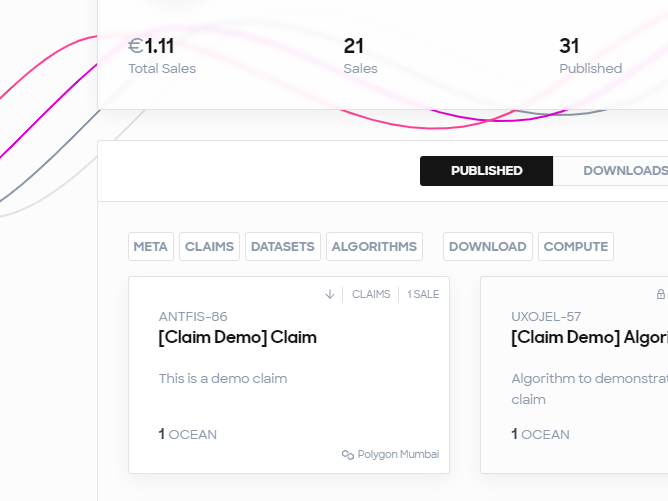 €1.11 21 31
Total Sales Sales Published
PUBLISHED DOWNLOADS
META CLAIMS DATASETS ALGORITHMS DOWNLOAD COMPUTE
CLAIMS 1 SALE
ANTFIS-86
[Claim Demo] Claim
This is a demo claim
1 OCEAN
Polygon Mumbai
UXOJEL-57
[Claim Demo] Algori
Algorithm to demonstrat
claim
1 OCEAN